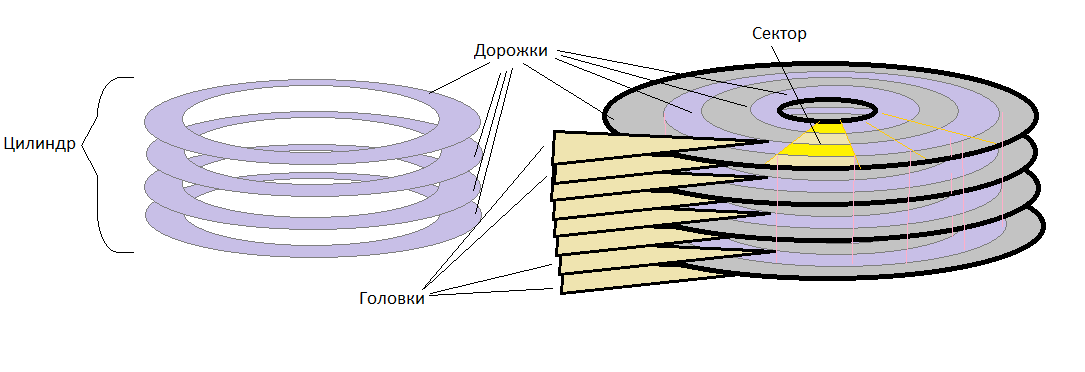 Сектор
Дорожки
Цилиндр
Головки